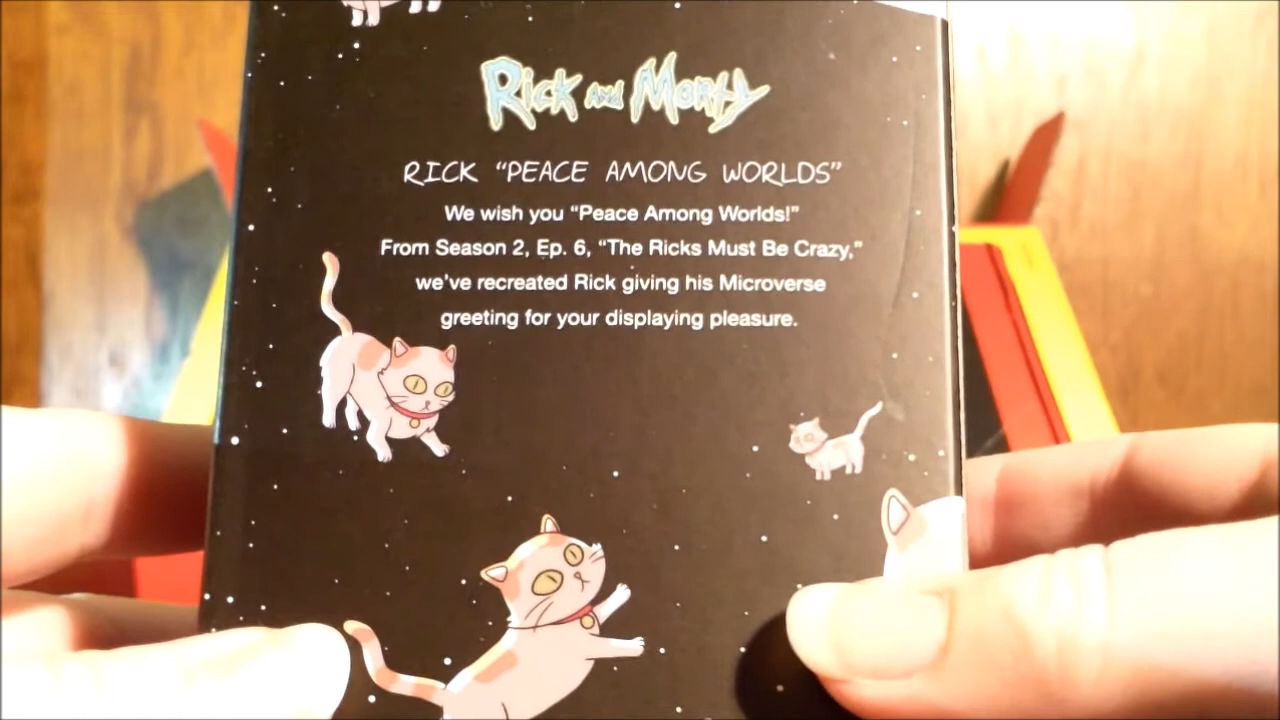 Rick and Morty
RICK “PEACE AMONG WORLDS”
We wish you “Peace Among Worlds!”
From Season 2, Ep. 6, “The Ricks Must Be Crazy,”
we’ve recreated Rick giving his Microverse
greeting for your displaying pleasure.